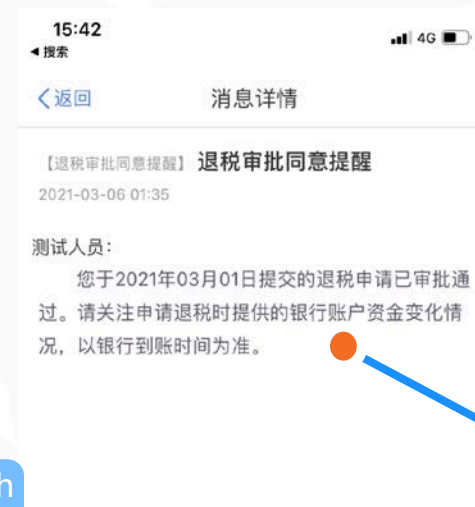 15:42
4G
◀搜索
〈返回
消息详情
【退税审批同意提醒】 退税审批同意提醒
2021-03-06 01:35
测试人员:
您于2021年03月01日提交的退税申请已审批通
过。请关注申请退税时提供的银行账户资金变化情
况，以银行到账时间为准。
h